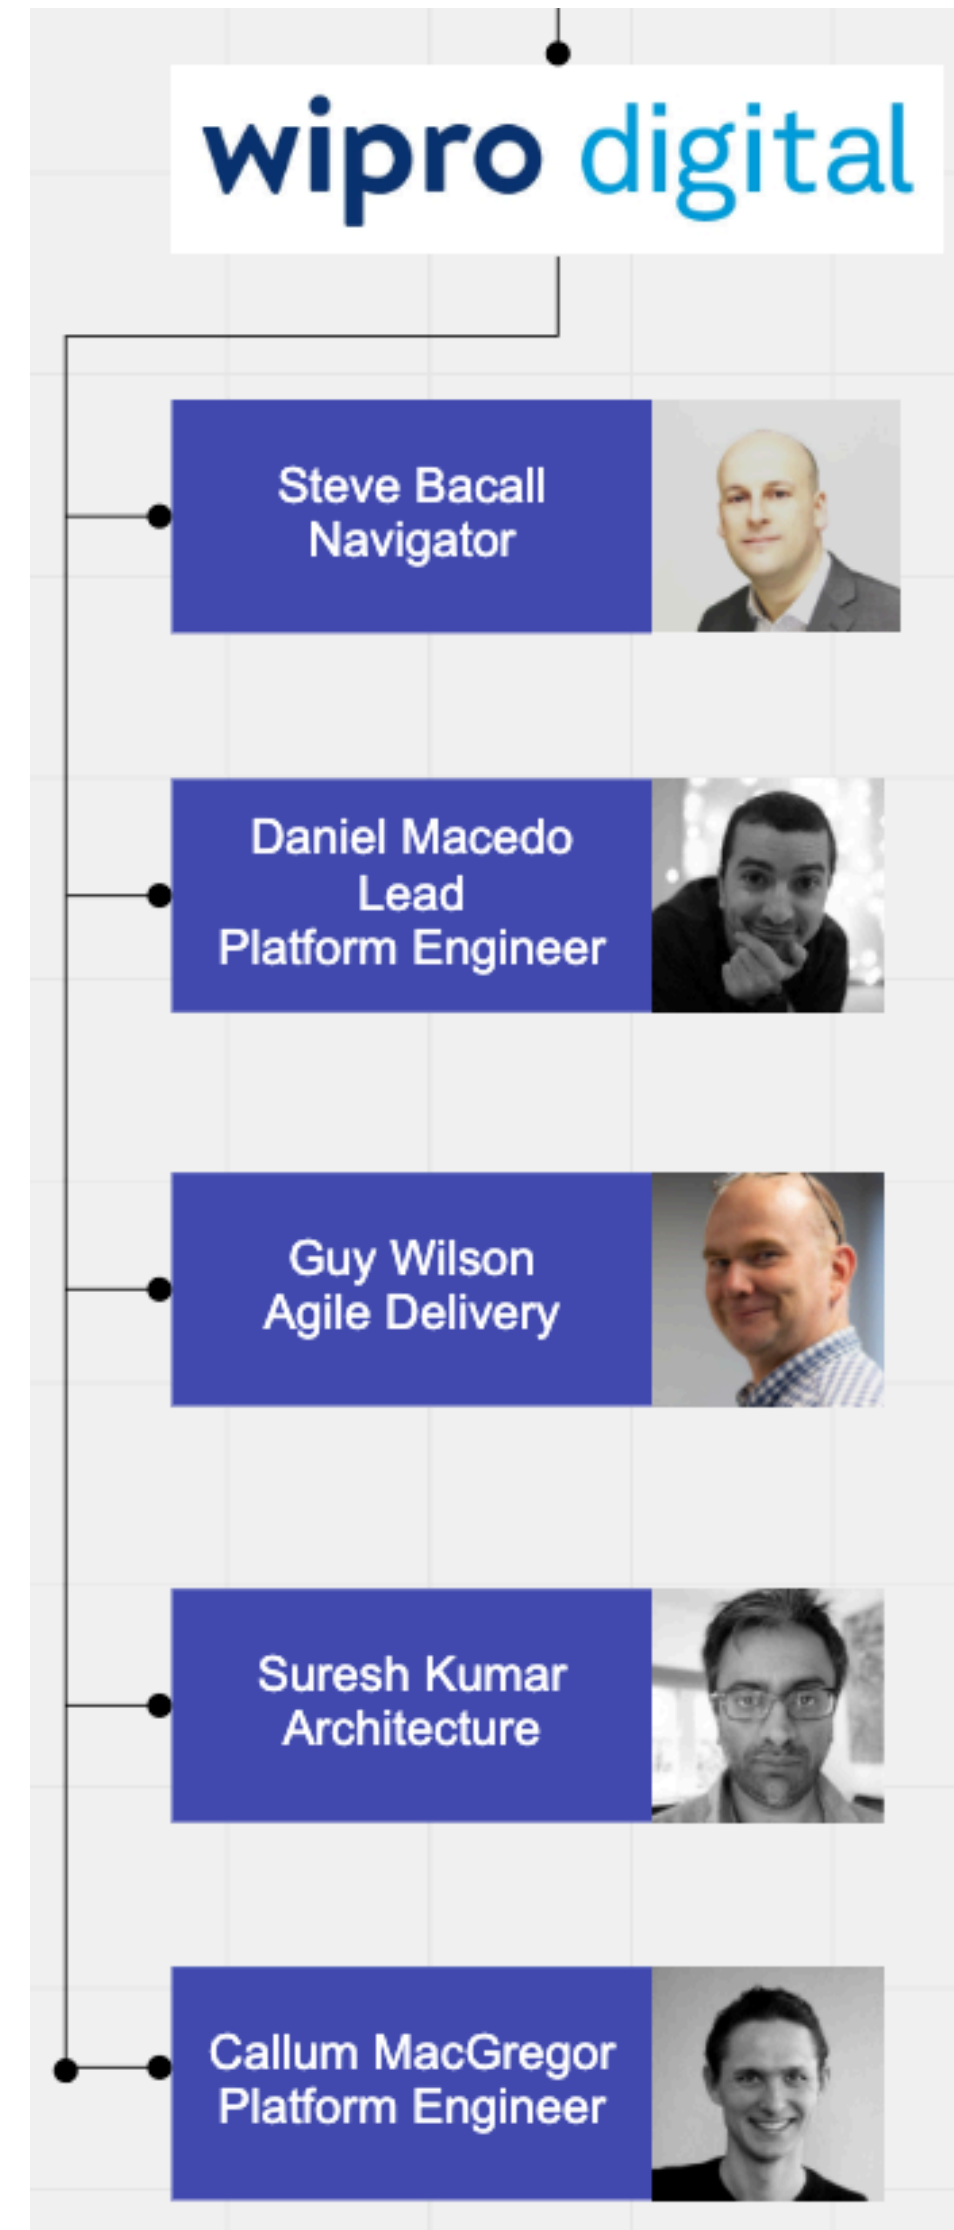 wipro digital
Steve Bacall
Navigator
Daniel Macedo
Lead
Platform Engineer
Guy Wilson
Agile Delivery
Suresh Kumar
Architecture
Callum MacGregor
Platform Engineer